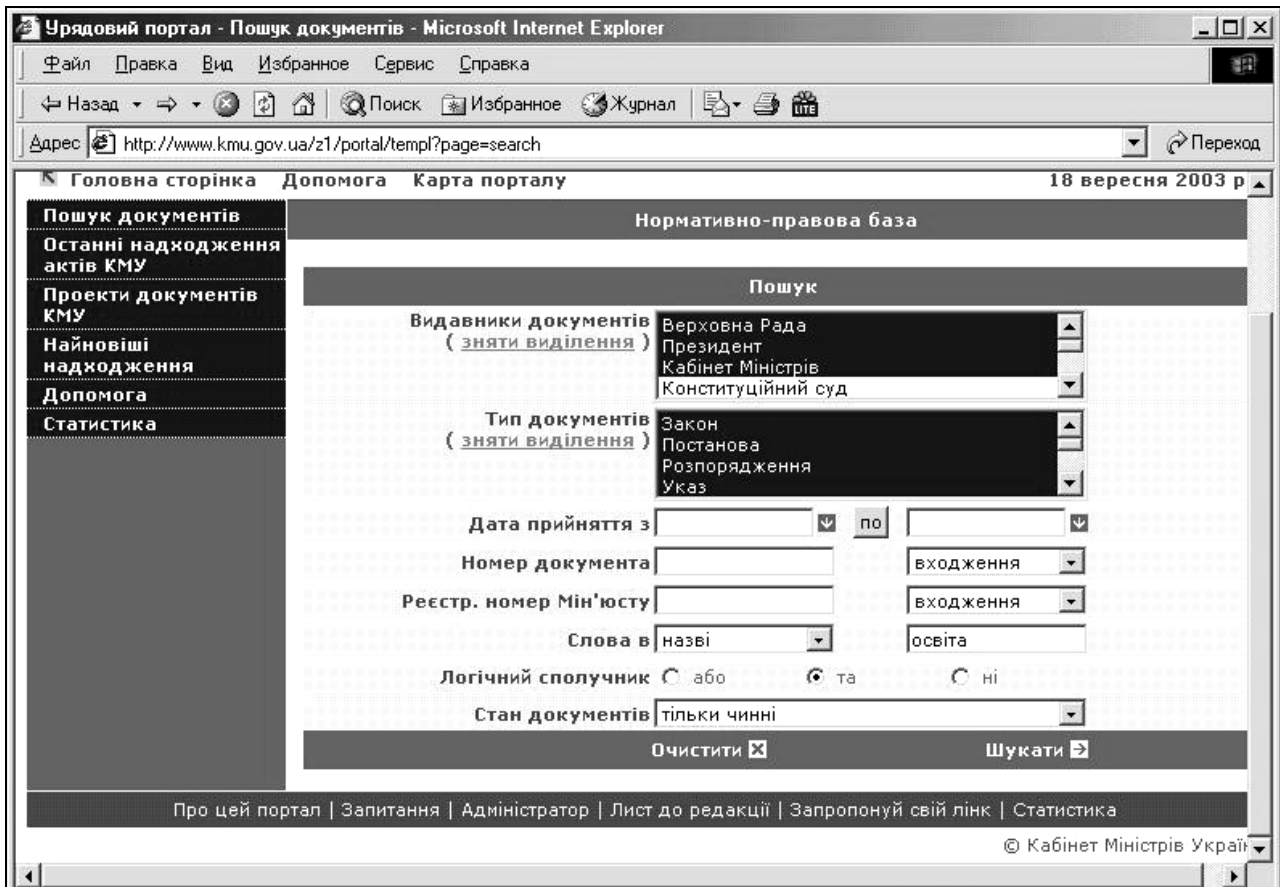 Урядовий портал - Пошук документів - Microsoft Internet Explorer
Файл Правка Вид Избранное Сервис Справка
Назад Поиск Избранное Журнал LITE
Адрес http://www.kmu.gov.ua/z1/portal/templ?page=search Переход
Головна сторінка Допомога Карта порталу 18 вересня 2003 р
Пошук документів
Останні надходження
актів КМУ
Проекти документів
КМУ
Найновіші
надходження
Допомога
Статистика
Нормативно-правова база
Пошук
Видавники документів
( зняти виділення )
Верховна Рада
Президент
Кабінет Міністрів
Конституційний суд
Тип документів
( зняти виділення )
Закон
Постанова
Розпорядження
Указ
Дата прийняття з по
Номер документа входження
Реєстр. номер Мін'юсту входження
Слова в назві освіта
Логічний сполучник або та ні
Стан документів тільки чинні
Очистити Шукати
Про цей портал | Запитання | Адміністратор | Лист до редакції | Запропонуй свій лінк | Статистика
© Кабінет Міністрів Украї